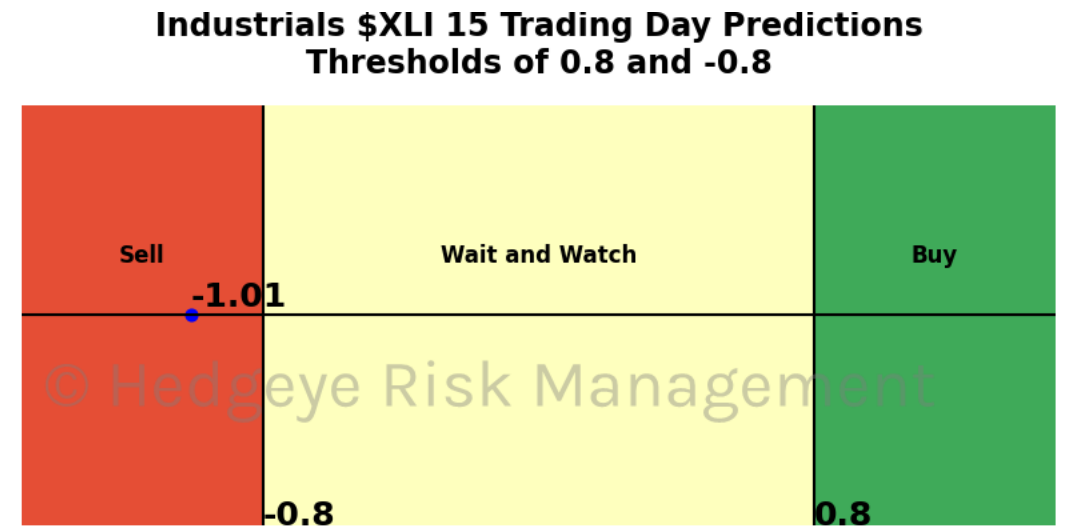 Industrials $XLI 15 Trading Day Predictions
Thresholds of 0.8 and -0.8
Sell
Wait and Watch
Buy
-1.01
© Hedgeye Risk Management
-0.8
0.8